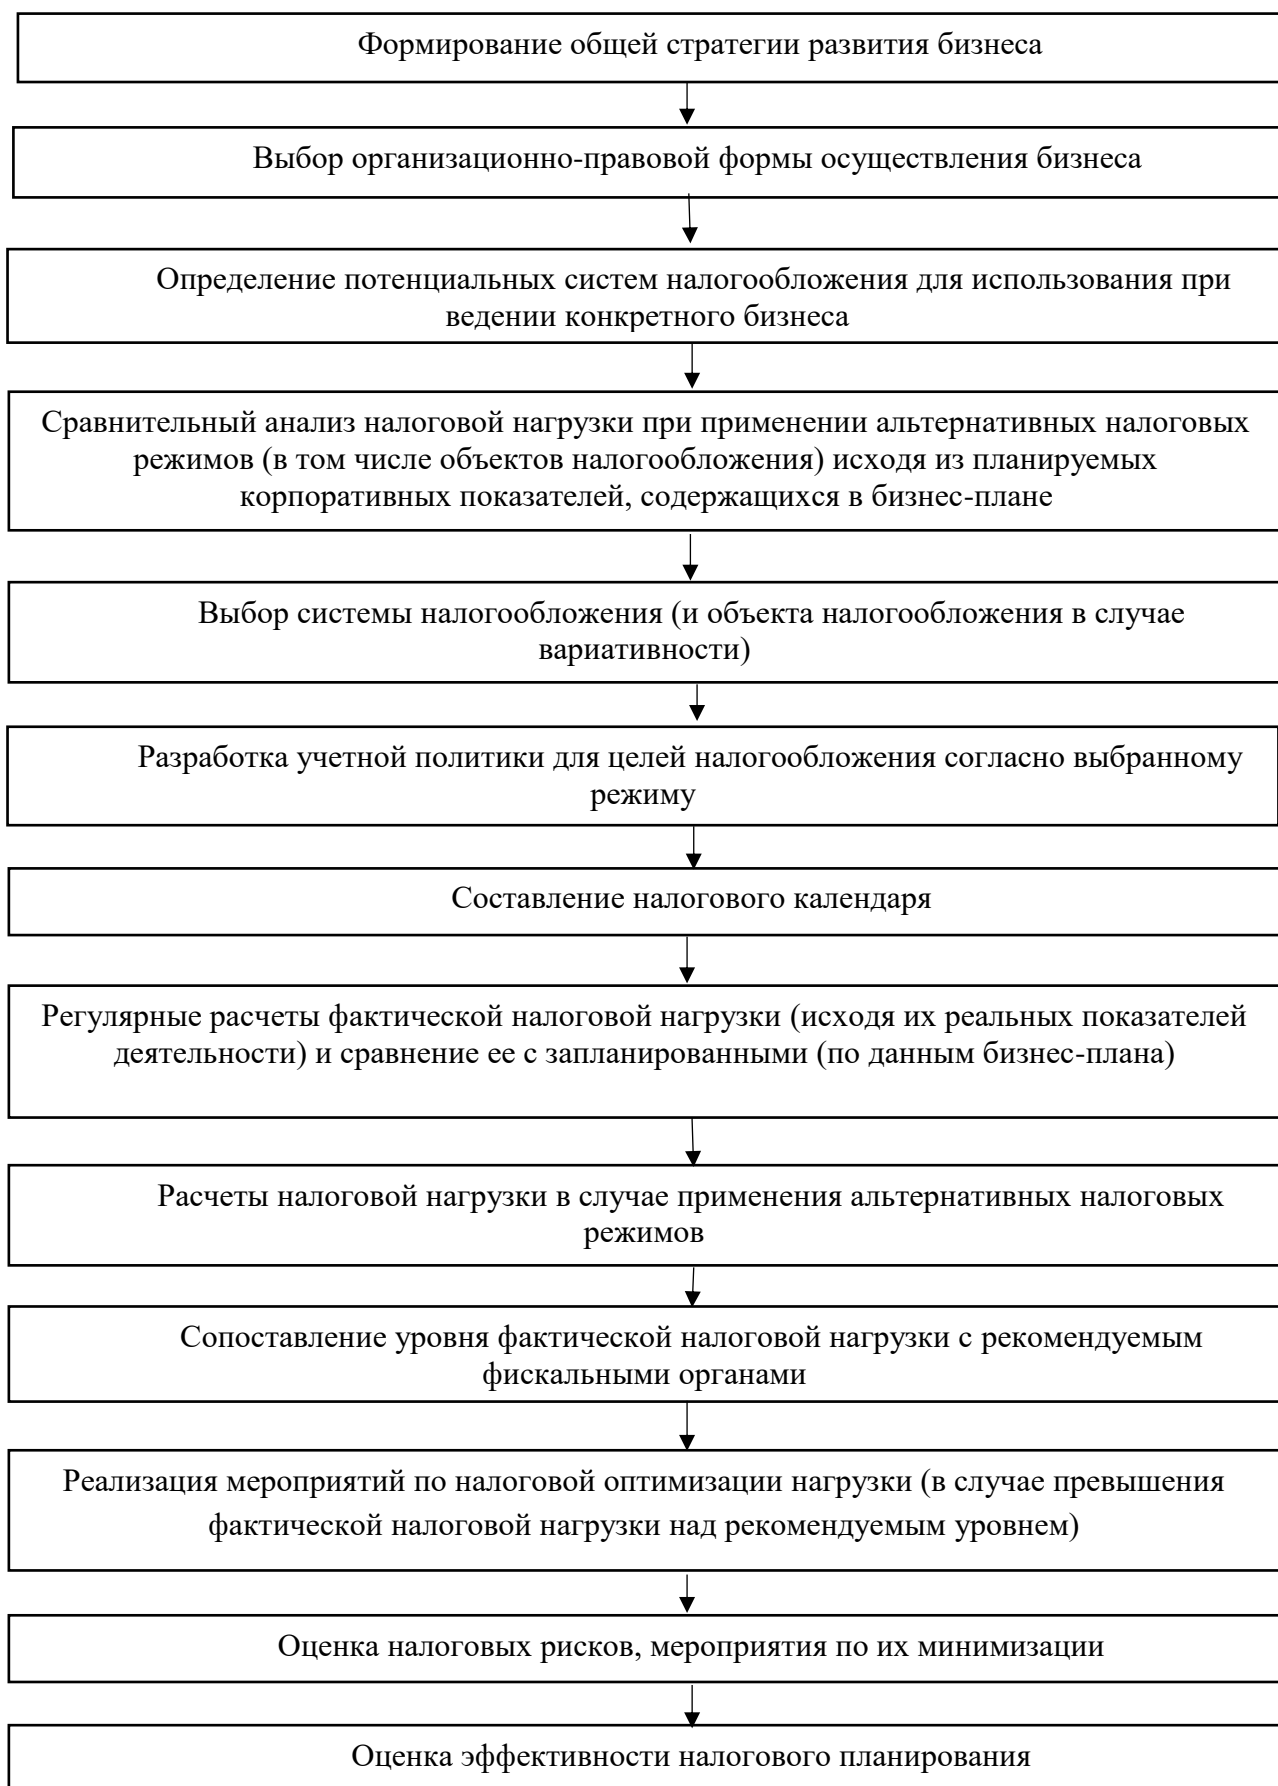 Формирование общей стратегии развития бизнеса
Выбор организационно-правовой формы осуществления бизнеса
Определение потенциальных систем налогообложения для использования при
ведении конкретного бизнеса
Сравнительный анализ налоговой нагрузки при применении альтернативных налоговых
режимов (в том числе объектов налогообложения) исходя из планируемых
корпоративных показателей, содержащихся в бизнес-плане
Выбор системы налогообложения (и объекта налогообложения в случае
вариативности)
Разработка учетной политики для целей налогообложения согласно выбранному
режиму
Составление налогового календаря
Регулярные расчеты фактической налоговой нагрузки (исходя их реальных показателей
деятельности) и сравнение ее с запланированными (по данным бизнес-плана)
Расчеты налоговой нагрузки в случае применения альтернативных налоговых
режимов
Сопоставление уровня фактической налоговой нагрузки с рекомендуемым
фискальными органами
Реализация мероприятий по налоговой оптимизации нагрузки (в случае превышения
фактической налоговой нагрузки над рекомендуемым уровнем)
Оценка налоговых рисков, мероприятия по их минимизации
Оценка эффективности налогового планирования